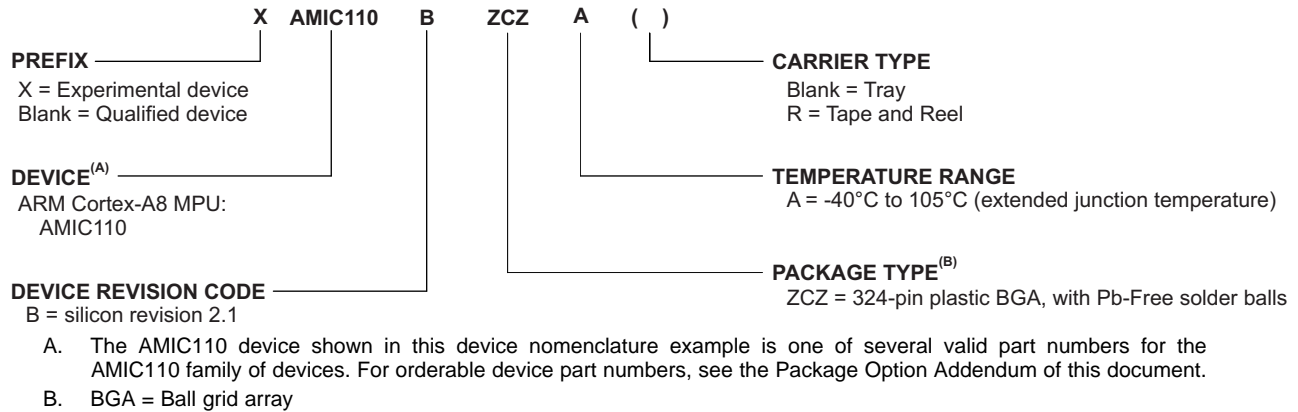 X AMIC110 B ZCZ A ( )
PREFIX
X = Experimental device
Blank = Qualified device
DEVICE(A)
ARM Cortex-A8 MPU:
AMIC110
DEVICE REVISION CODE
B = silicon revision 2.1
CARRIER TYPE
Blank = Tray
R = Tape and Reel
TEMPERATURE RANGE
A = -40°C to 105°C (extended junction temperature)
PACKAGE TYPE(B)
ZCZ = 324-pin plastic BGA, with Pb-Free solder balls
A. The AMIC110 device shown in this device nomenclature example is one of several valid part numbers for the
AMIC110 family of devices. For orderable device part numbers, see the Package Option Addendum of this document.
B. BGA = Ball grid array